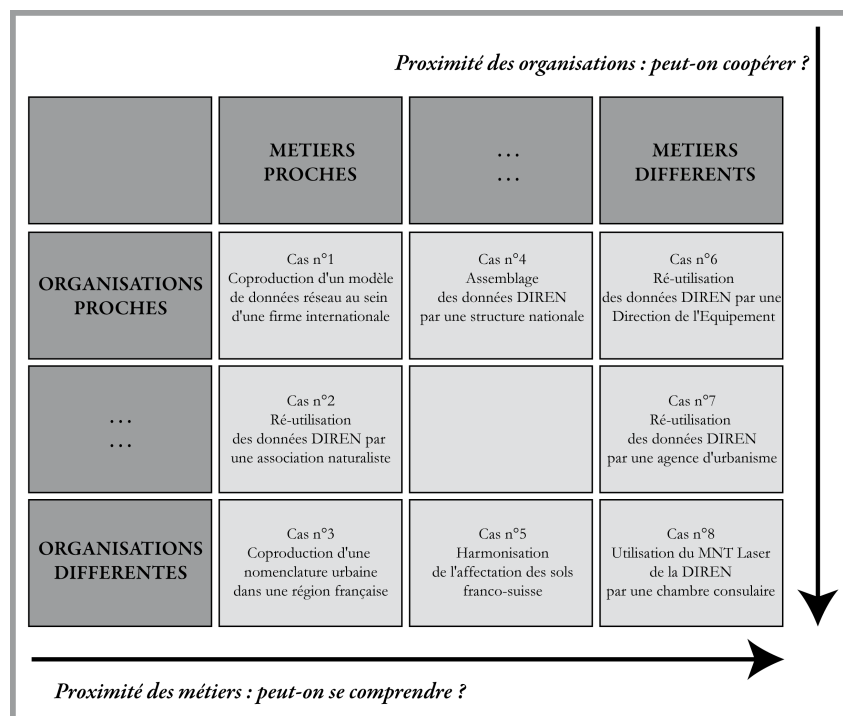 Proximité des organisations : peut-on coopérer ?
METIERS
PROCHES
...
...
METIERS
DIFFERENTS
ORGANISATIONS
PROCHES
Cas n°1
Coproduction d'un modèle
de données réseau au sein
d'une firme internationale
Cas n°4
Assemblage
des données DIREN
par une structure nationale
Cas n°6
Ré-utilisation
des données DIREN par une
Direction de l'Equipement
...
...
Cas n°2
Ré-utilisation
des données DIREN par
une association naturaliste
Cas n°7
Ré-utilisation
des données DIREN
par une agence d'urbanisme
ORGANISATIONS
DIFFERENTES
Cas n°3
Coproduction d'une
nomenclature urbaine
dans une région française
Cas n°5
Harmonisation
de l'affectation des sols
franco-suisse
Cas n°8
Utilisation du MNT Laser
de la DIREN
par une chambre consulaire
Proximité des métiers : peut-on se comprendre ?